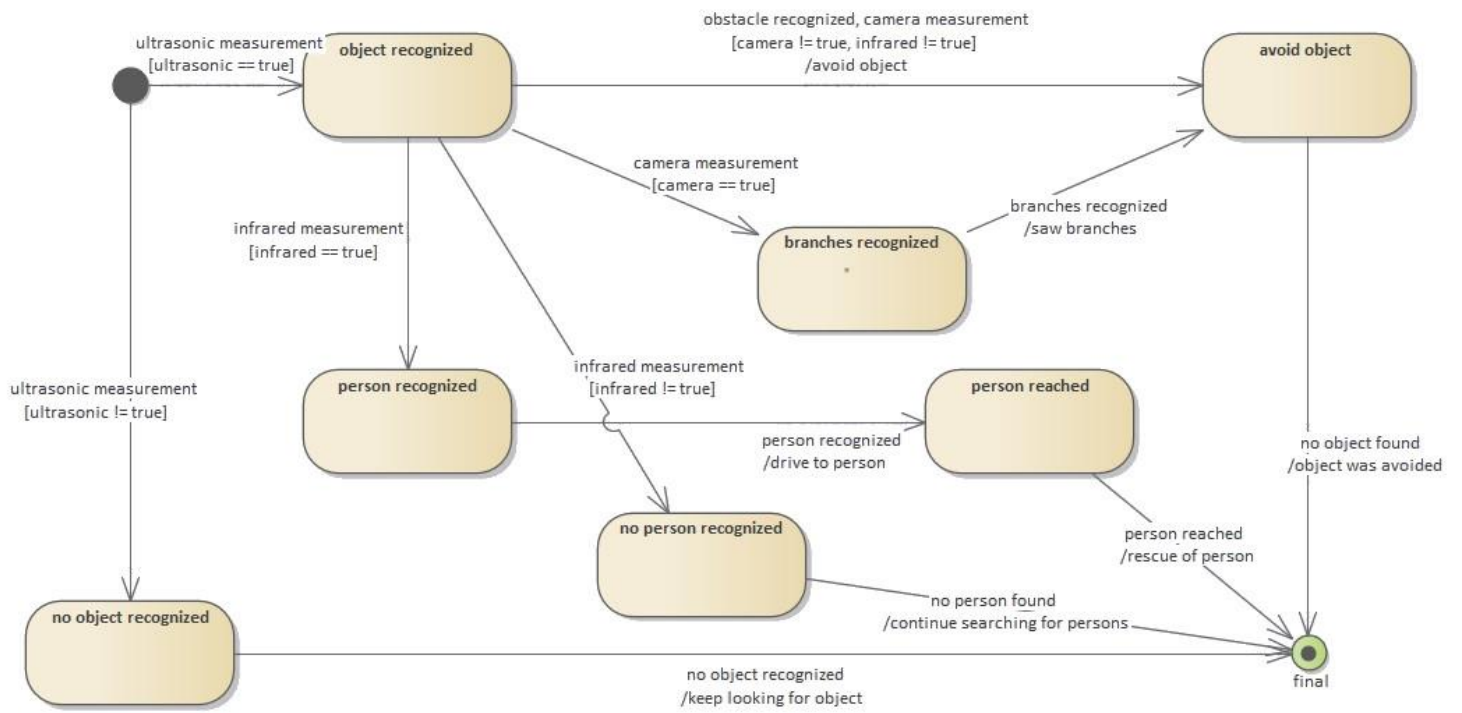 obstacle recognized, camera measurement
[camera != true, infrared != true]
/avoid object
ultrasonic measurement
[ultrasonic == true]
object recognized
avoid object
camera measurement
[camera == true]
branches recognized
/saw branches
infrared measurement
[infrared == true]
branches recognized
infrared measurement
[infrared != true]
ultrasonic measurement
[ultrasonic != true]
person recognized
person reached
person recognized
/drive to person
no object found
/object was avoided
no person recognized
person reached
/rescue of person
no person found
/continue searching for persons
no object recognized
no object recognized
/keep looking for object
final